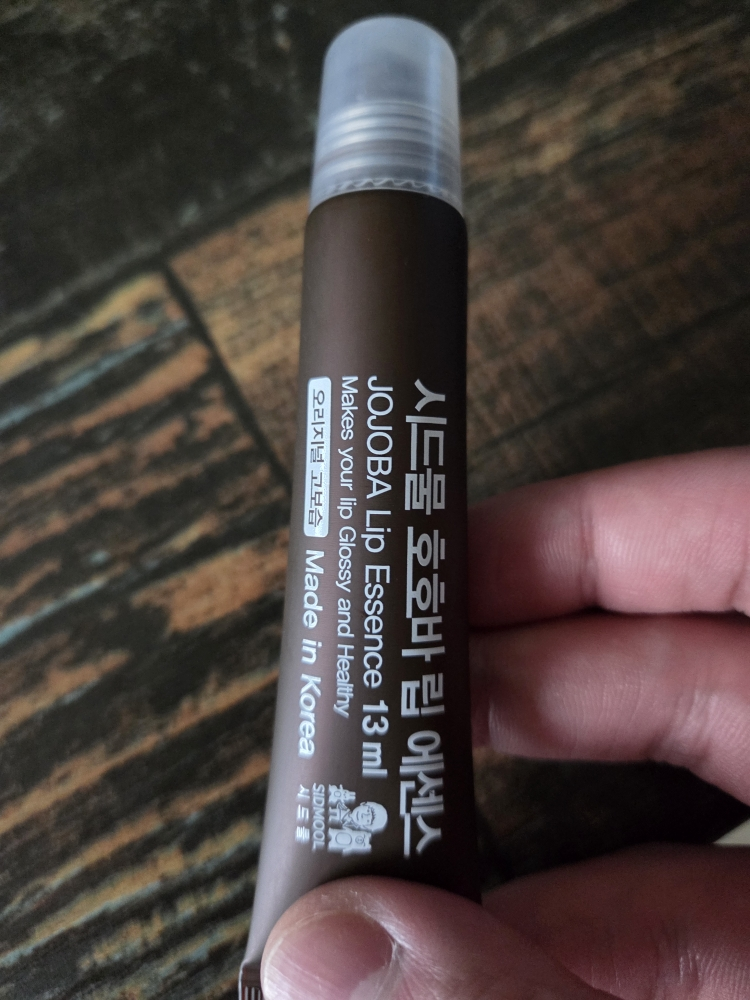 시드물 호호바 립 에센스
JOJOBA Lip Essence 13 ml
Makes your lip Glossy and Healthy
오리지널 고보습 Made in Korea
SIDMOOL
시드물